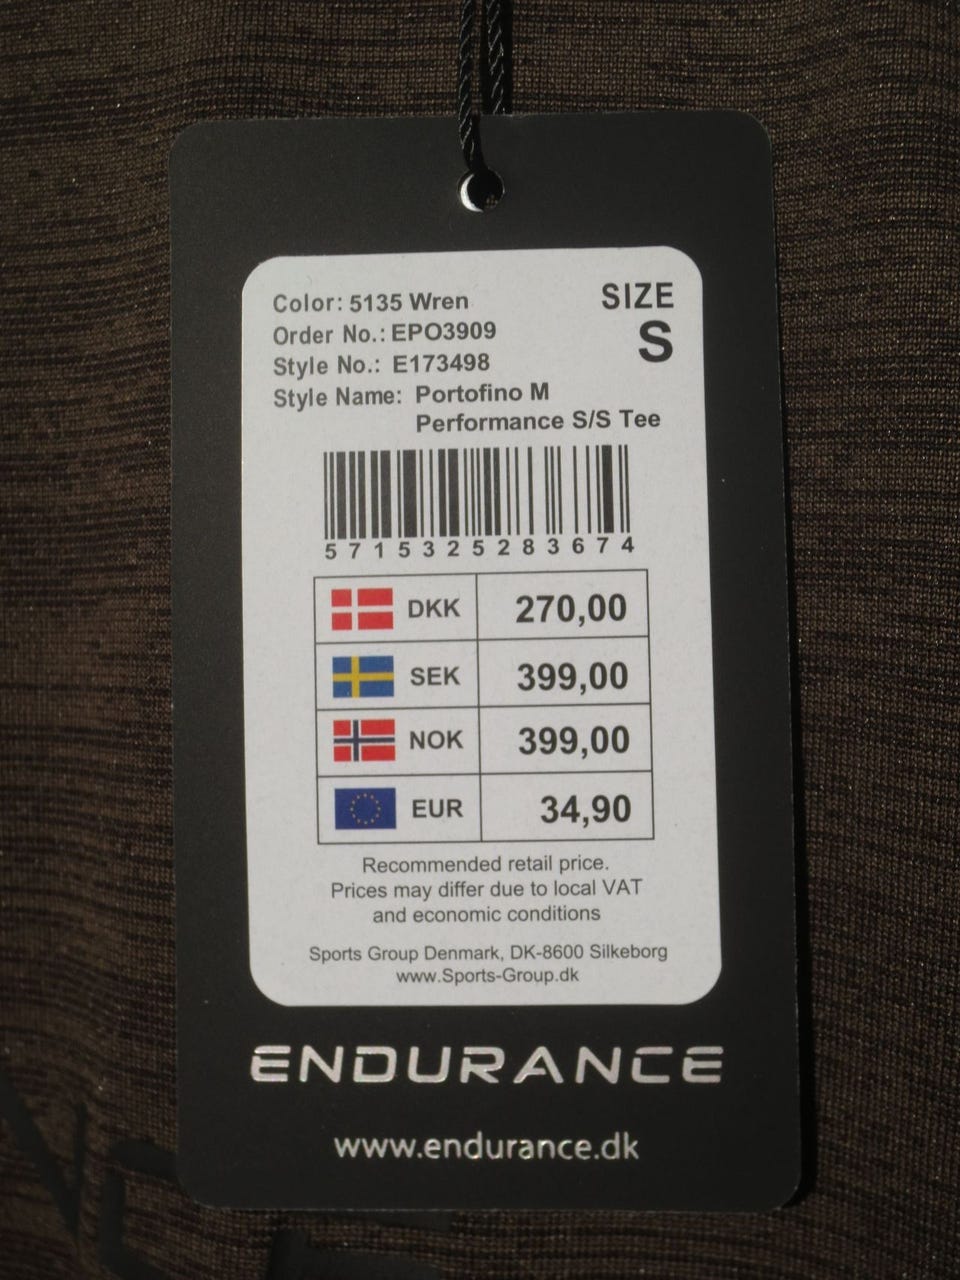 Color: 5135 Wren
SIZE
S
Order No.: EPO3909
Style No.: E173498
Style Name: Portofino M
Performance S/S Tee
5715325283674
DKK 270,00
SEK 399,00
NOK 399,00
EUR 34,90
Recommended retail price.
Prices may differ due to local VAT
and economic conditions
Sports Group Denmark, DK-8600 Silkeborg
www.Sports-Group.dk
ENDURANCE
www.endurance.dk